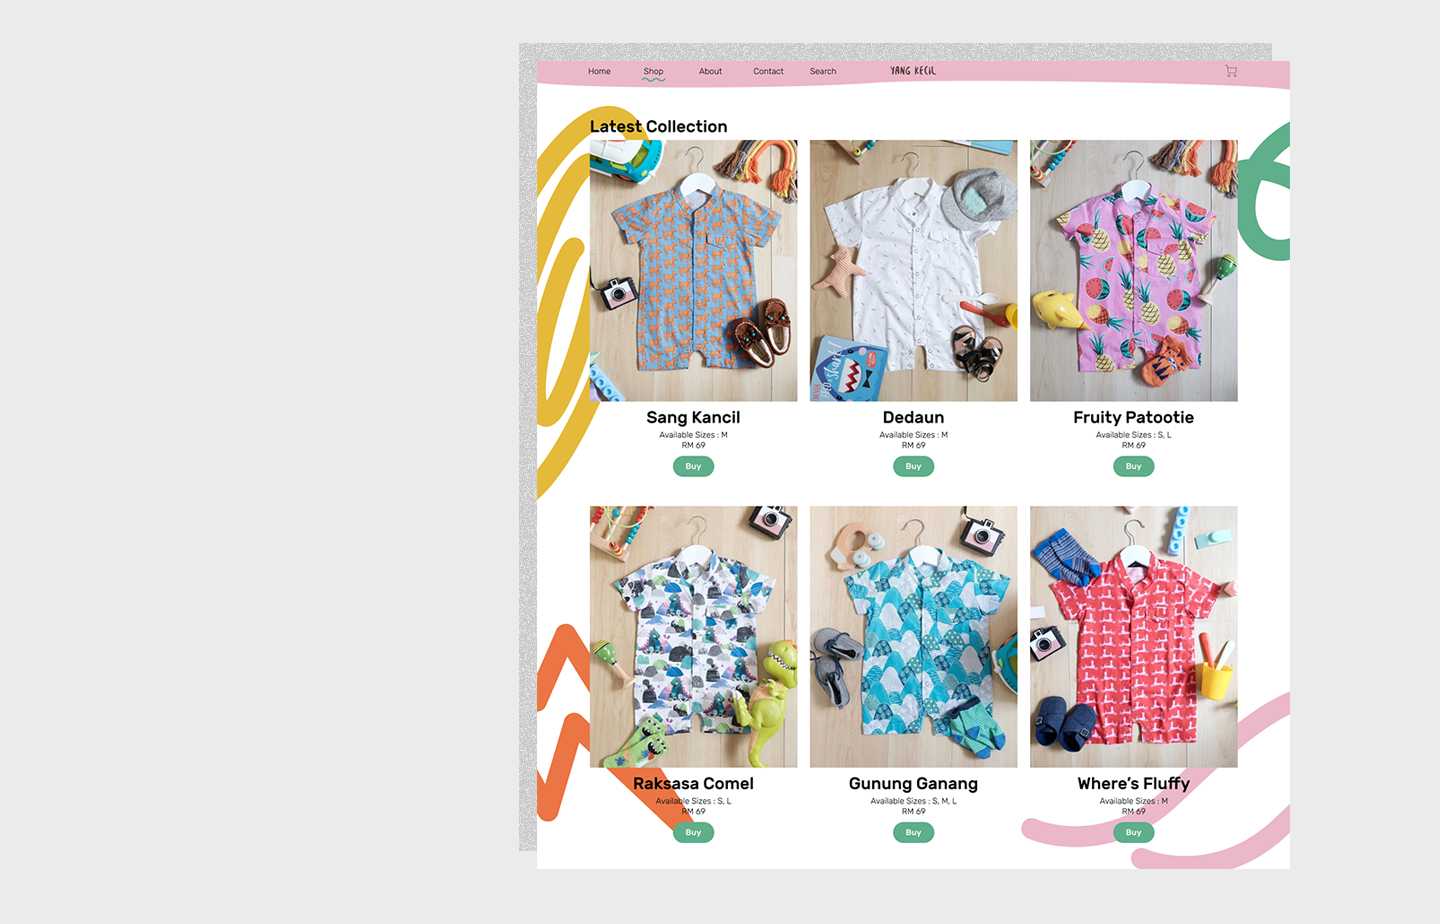 Home Shop About Contact Search YANG KECIL
Latest Collection
Sang Kancil
Available Sizes : M
RM 69
Buy
Dedaun
Available Sizes : M
RM 69
Buy
Fruity Patootie
Available Sizes : S, L
RM 69
Buy
Raksasa Comel
Available Sizes : S, L
RM 69
Buy
Gunung Ganang
Available Sizes : S, M, L
RM 69
Buy
Where's Fluffy
Available Sizes : M
RM 69
Buy